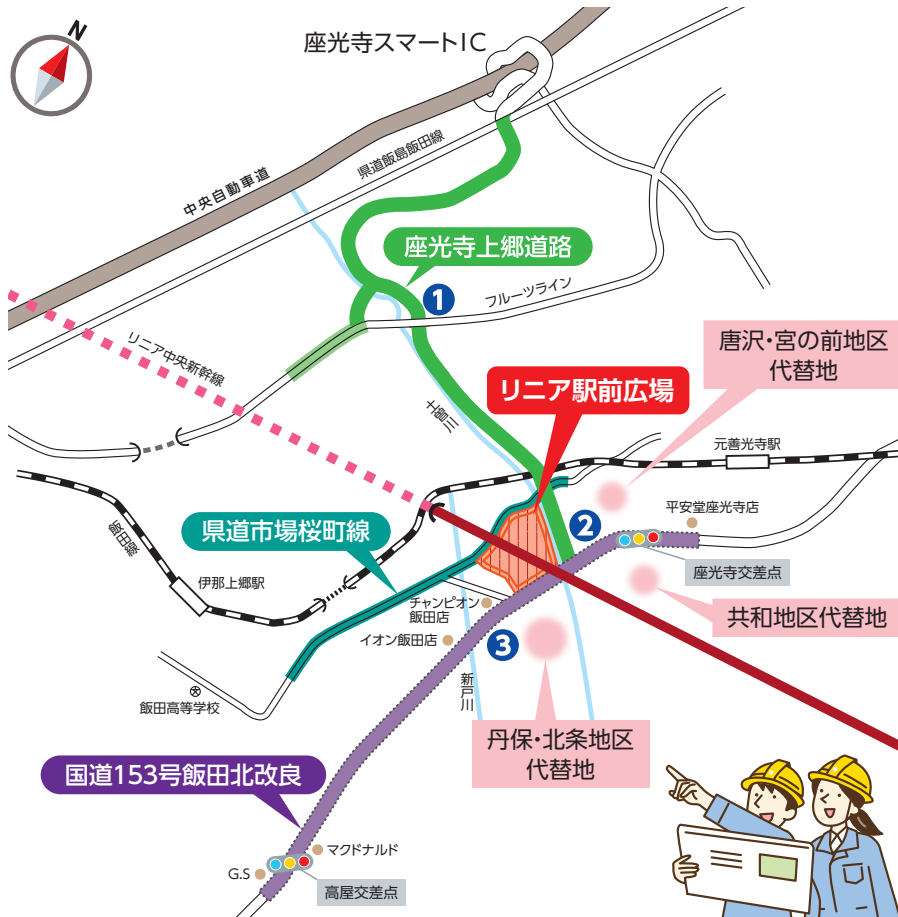 N
座光寺スマートIC
県道飯島飯田線
中央自動車道
座光寺上郷道路
1
フルーツライン
リニア中央新幹線
唐沢・宮の前地区
代替地
リニア駅前広場
土曽川
元善光寺駅
平安堂座光寺店
県道市場桜町線
飯田線
2
座光寺交差点
伊那上郷駅
チャンピオン
飯田店
共和地区代替地
イオン飯田店
3
新戸川
飯田高等学校
丹保・北条地区
代替地
国道153号飯田北改良
マクドナルド
G.S
高屋交差点